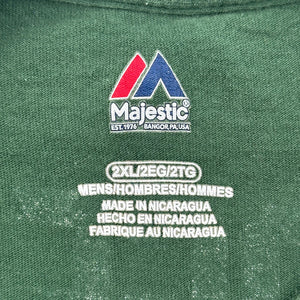 Majestic®
EST. 1976 BANGOR, PA, USA
2XL/2EG/2TG
MENS/HOMBRES/HOMMES
MADE IN NICARAGUA
HECHO EN NICARAGUA
FABRIQUE AU NICARAGUA